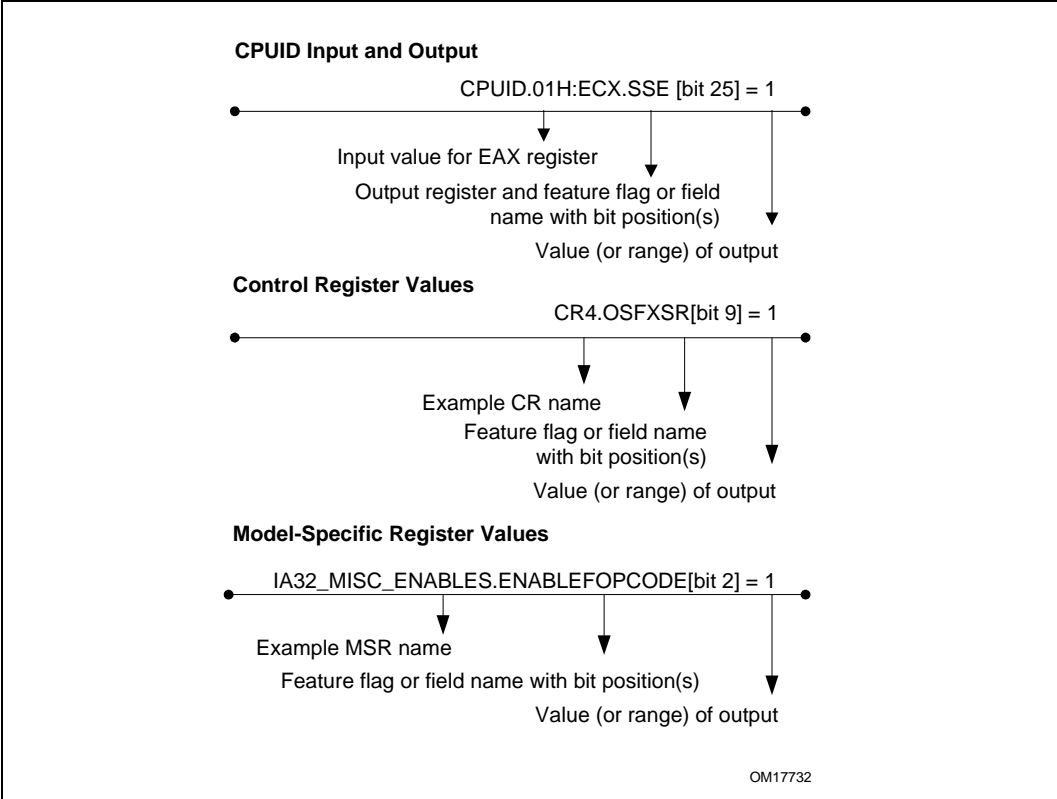 CPUID Input and Output
CPUID.01H:ECX.SSE [bit 25] = 1
Input value for EAX register
Output register and feature flag or field
name with bit position(s)
Value (or range) of output
Control Register Values
CR4.OSFXSR[bit 9] = 1
Example CR name
Feature flag or field name
with bit position(s)
Value (or range) of output
Model-Specific Register Values
IA32_MISC_ENABLES.ENABLEFOPCODE[bit 2] = 1
Example MSR name
Feature flag or field name with bit position(s)
Value (or range) of output
OM17732